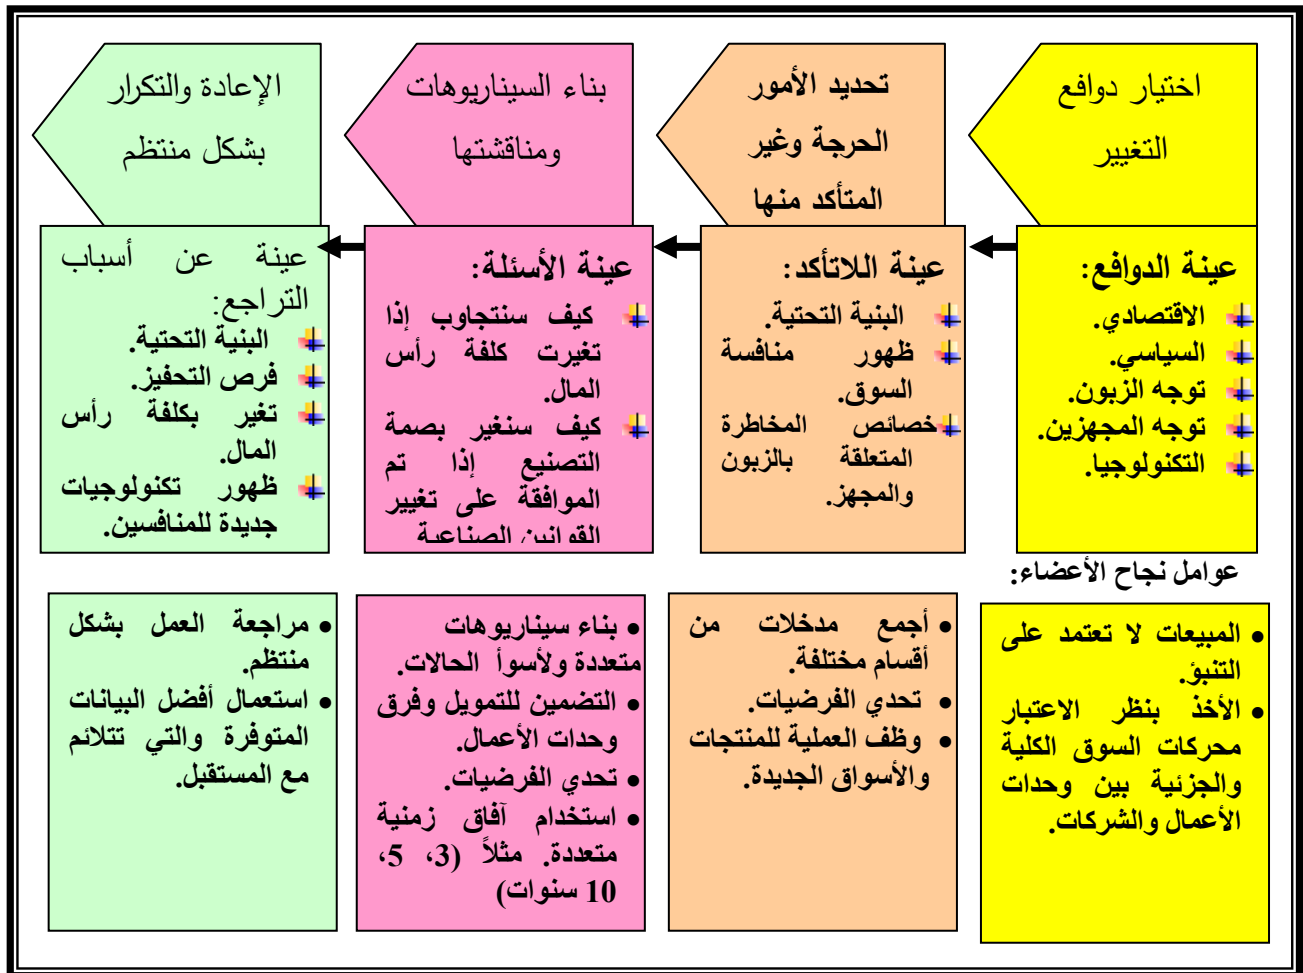 اختيار دوافع
التغيير
تحديد الأمور
الحرجة وغير
المتأكد منها
بناء السيناريوهات
ومناقشتها
الإعادة والتكرار
بشكل منتظم
عينة الدوافع:
الاقتصادي.
السياسي.
توجه الزبون.
توجه المجهزين.
التكنولوجيا.
عينة اللاتأكد:
البنية التحتية.
ظهور منافسة
السوق.
خصائص المخاطرة
المتعلقة بالزبون
والمجهز.
عينة الأسئلة:
كيف سنتجاوب إذا
تغيرت كلفة رأس
المال.
كيف سنغير بصمة
التصنيع إذا تم
الموافقة على تغيير
القوانين الصناعية
عينة عن أسباب
التراجع:
البنية التحتية.
فرص التحفيز.
تغير بكلفة رأس
المال.
ظهور تكنولوجيات
جديدة للمنافسين.
عوامل نجاح الأعضاء:
• المبيعات لا تعتمد على
التنبؤ.
• الأخذ بنظر الاعتبار
محركات السوق الكلية
والجزئية بين وحدات
الأعمال والشركات.
• أجمع مدخلات من
أقسام مختلفة.
• تحدي الفرضيات.
• وظف العملية للمنتجات
والأسواق الجديدة.
• بناء سيناريوهات
متعددة ولأسوأ الحالات.
• التضمين للتمويل وفرق
وحدات الأعمال.
• تحدي الفرضيات.
• استخدام آفاق زمنية
متعددة. مثلاً (3، 5،
10 سنوات)
• مراجعة العمل بشكل
منتظم.
• استعمال أفضل البيانات
المتوفرة والتي تتلائم
مع المستقبل.